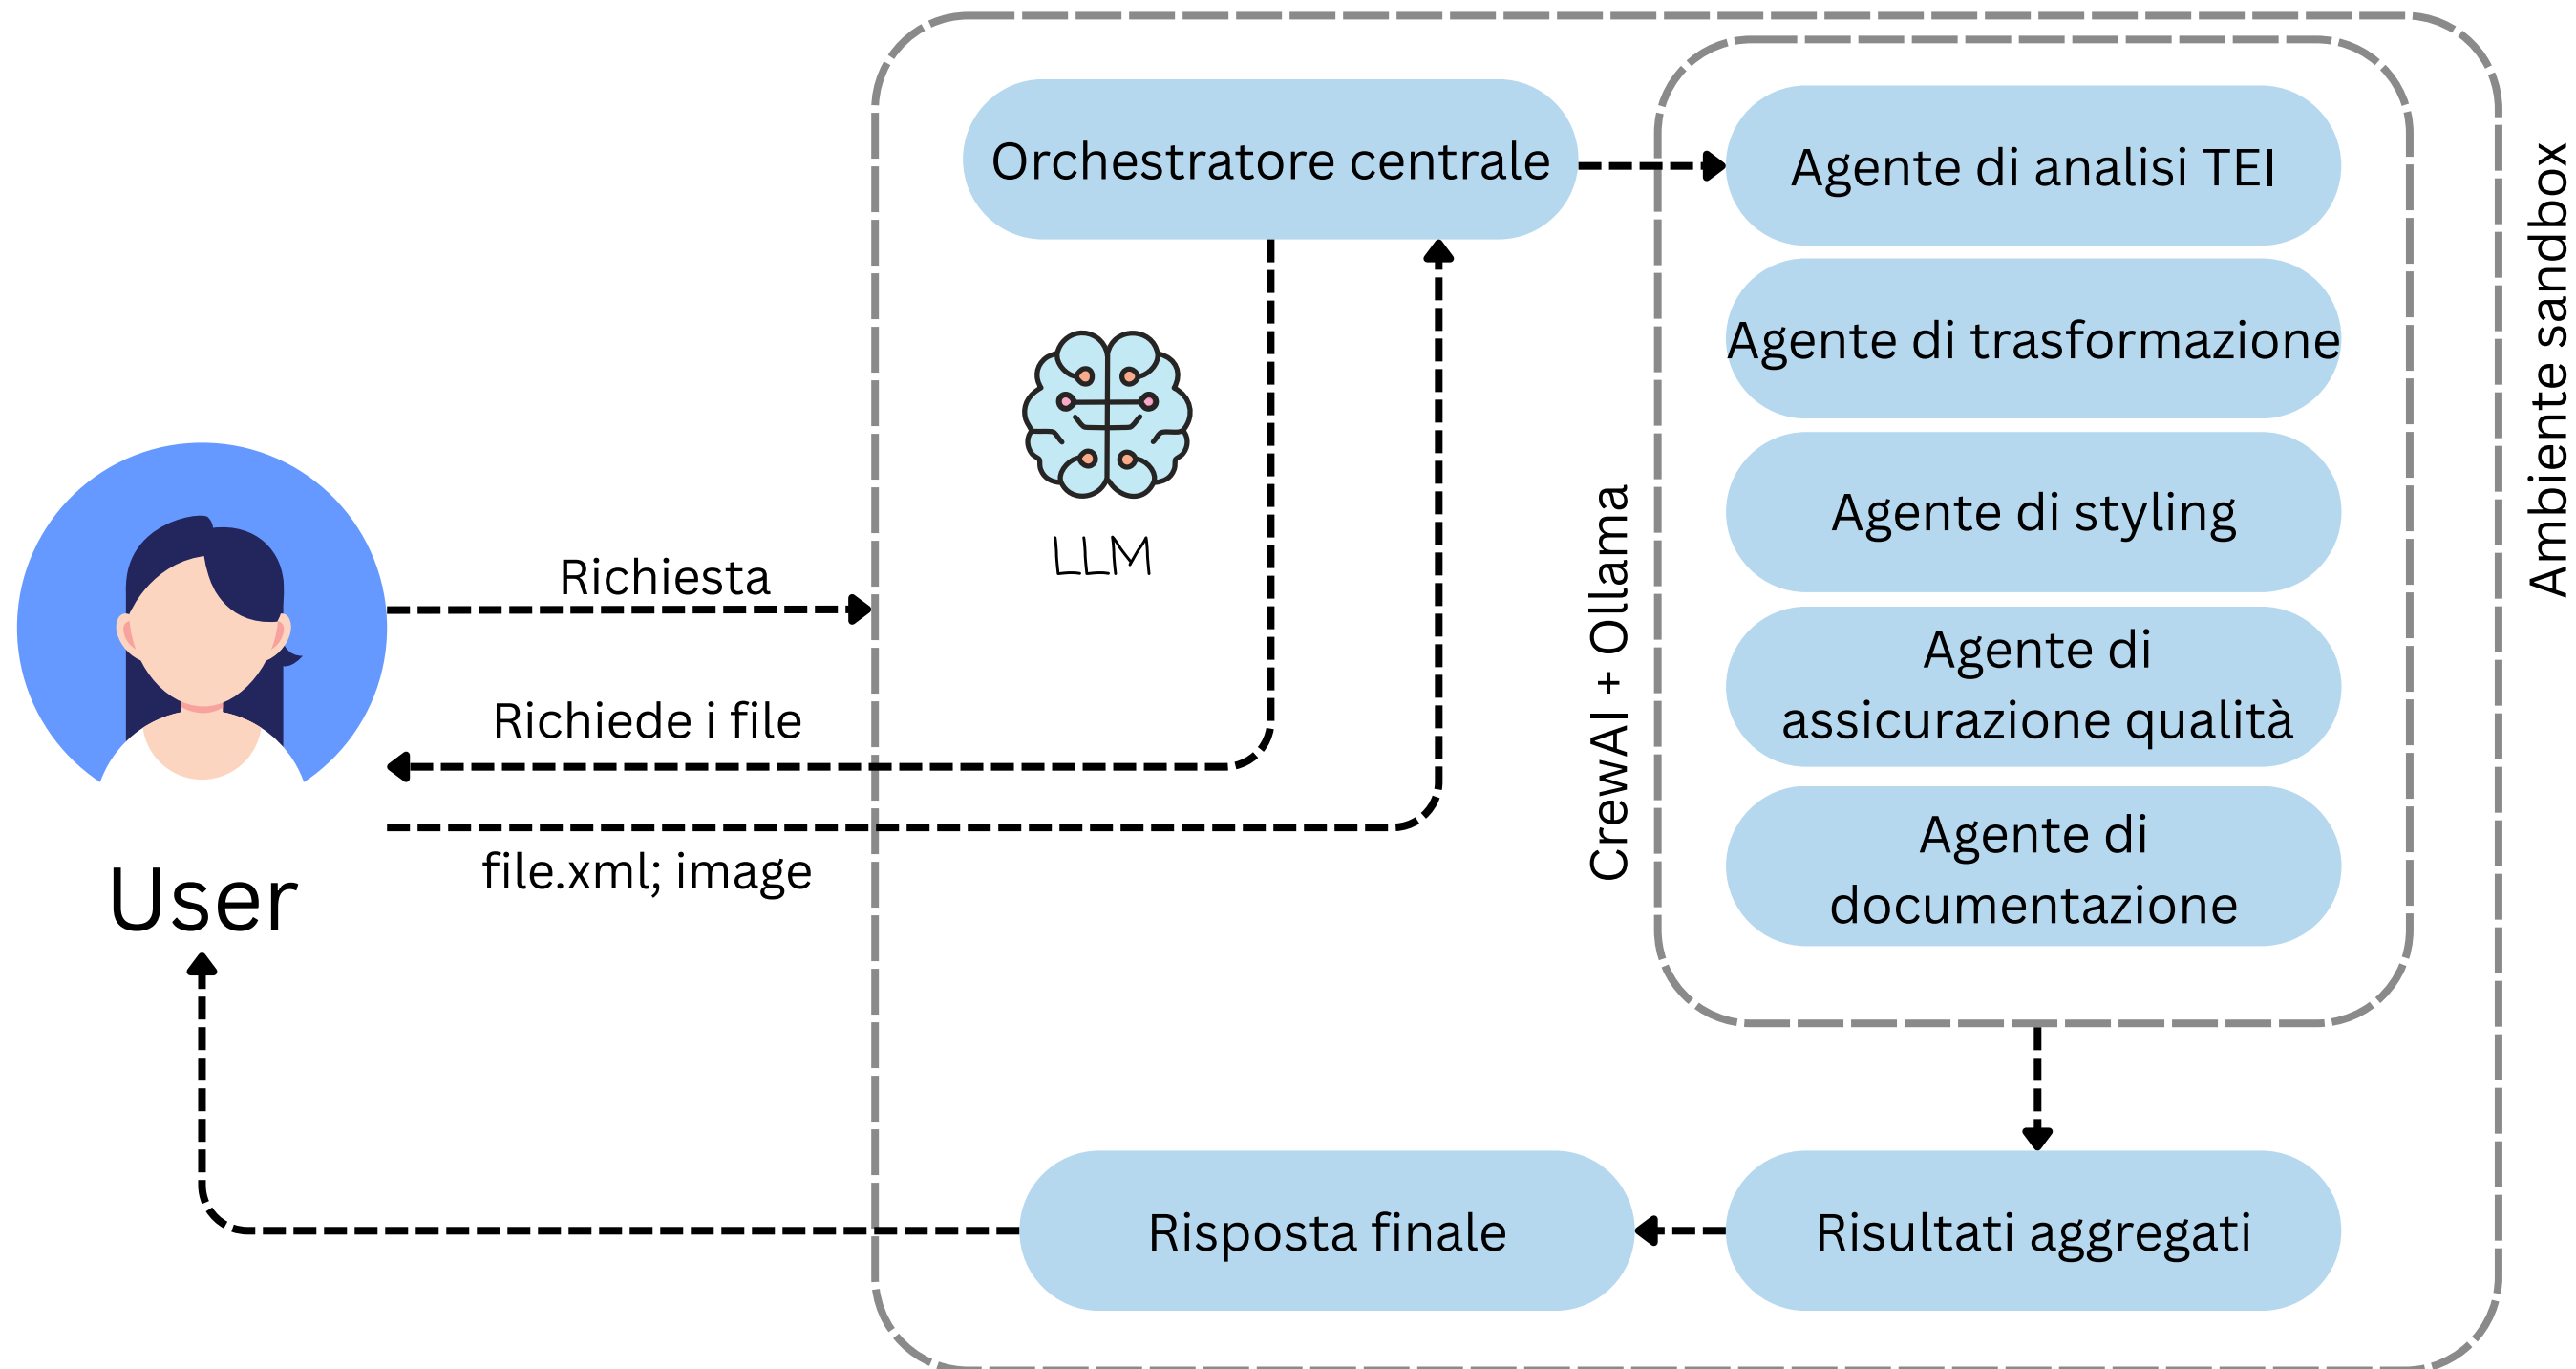 Orchestratore centrale
LLM
Richiesta
Richiede i file
file.xml; image
User
CrewAI + Ollama
Agente di analisi TEI
Agente di trasformazione
Agente di styling
Agente di
assicurazione qualità
Agente di
documentazione
Ambiente sandbox
Risultati aggregati
Risposta finale